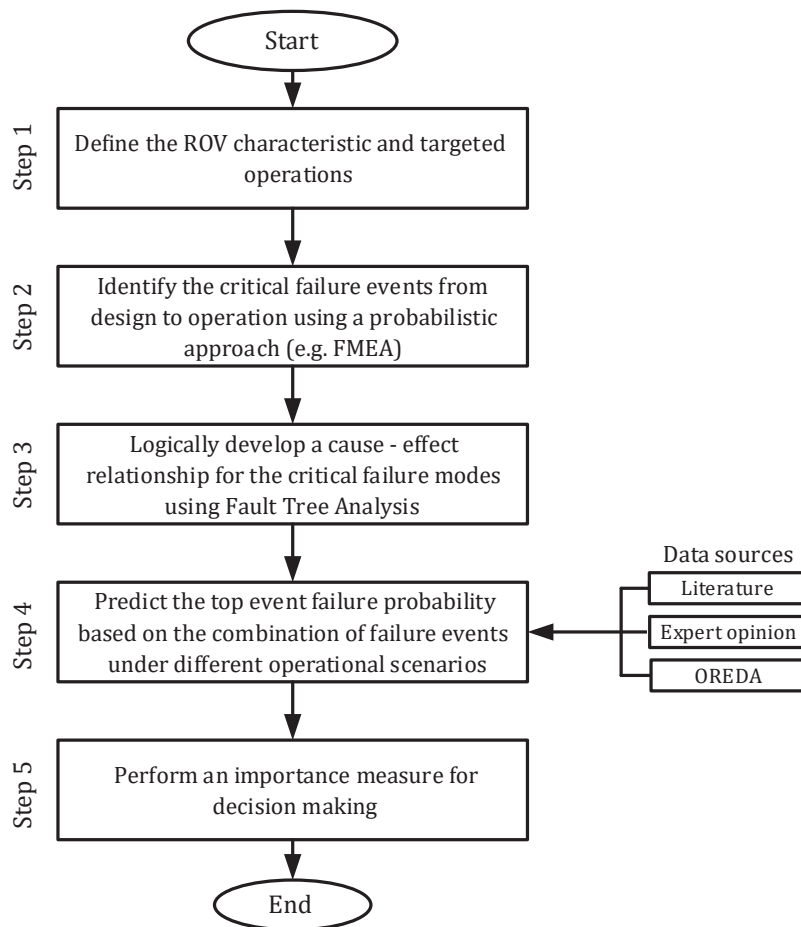 Start
Step 1
Define the ROV characteristic and targeted
operations
Step 2
Identify the critical failure events from
design to operation using a probabilistic
approach (e.g. FMEA)
Step 3
Logically develop a cause - effect
relationship for the critical failure modes
using Fault Tree Analysis
Step 4
Predict the top event failure probability
based on the combination of failure events
under different operational scenarios
Data sources
Literature
Expert opinion
OREDA
Step 5
Perform an importance measure for
decision making
End